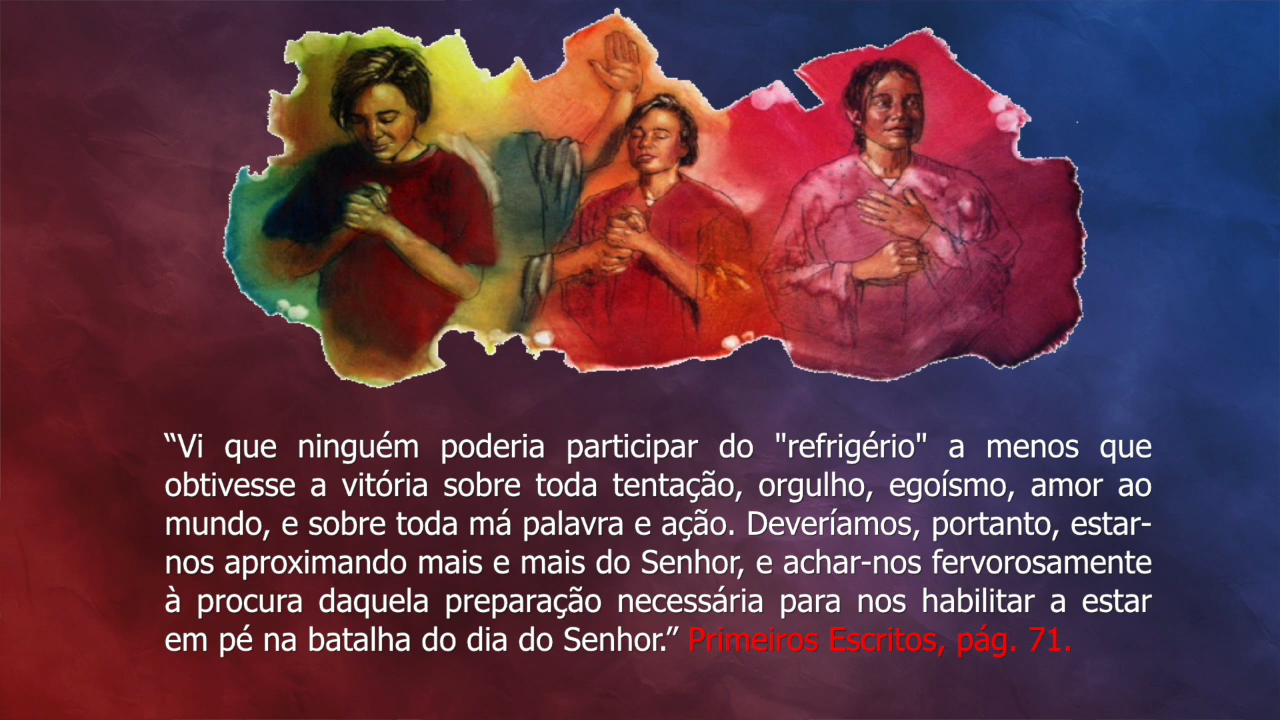 “Vi que ninguém poderia participar do "refrigério" a menos que
obtivesse a vitória sobre toda tentação, orgulho, egoísmo, amor ao
mundo, e sobre toda má palavra e ação. Deveríamos, portanto, estar-
nos aproximando mais e mais do Senhor, e achar-nos fervorosamente
à procura daquela preparação necessária para nos habilitar a estar
em pé na batalha do dia do Senhor.” Primeiros Escritos, pág. 71.